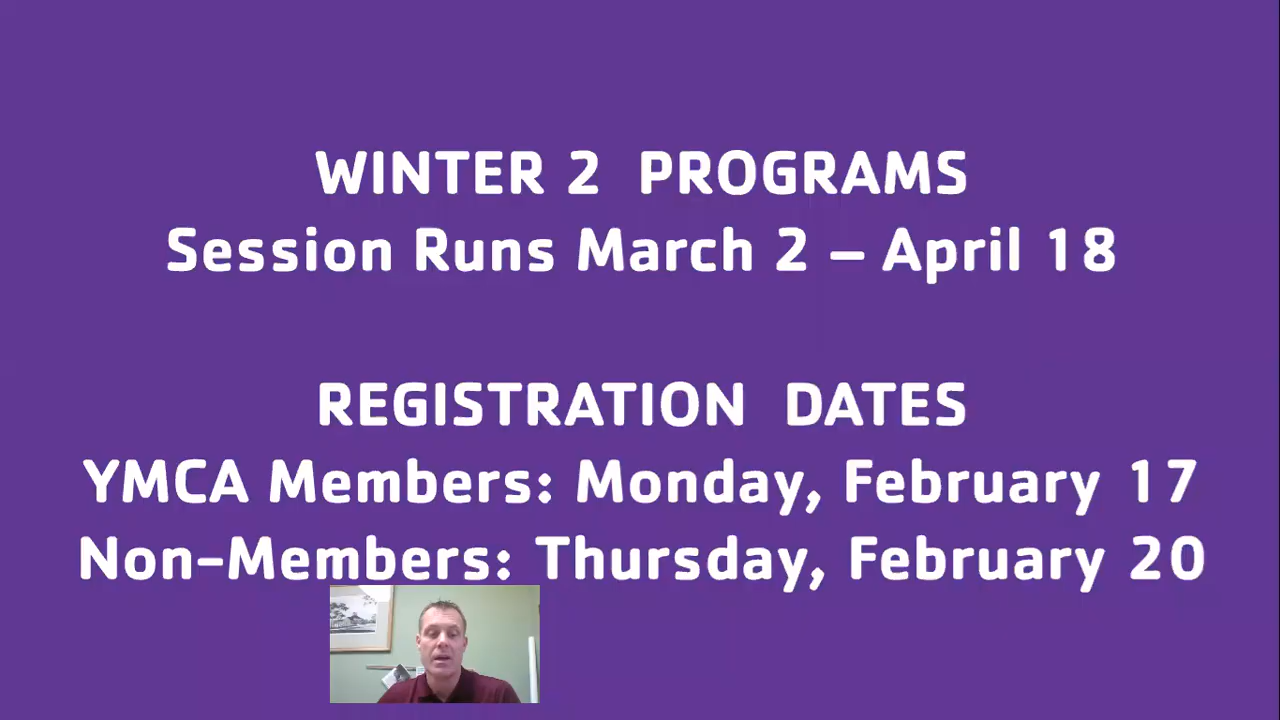 WINTER 2 PROGRAMS
Session Runs March 2 – April 18
REGISTRATION DATES
YMCA Members: Monday, February 17
Non-Members: Thursday, February 20